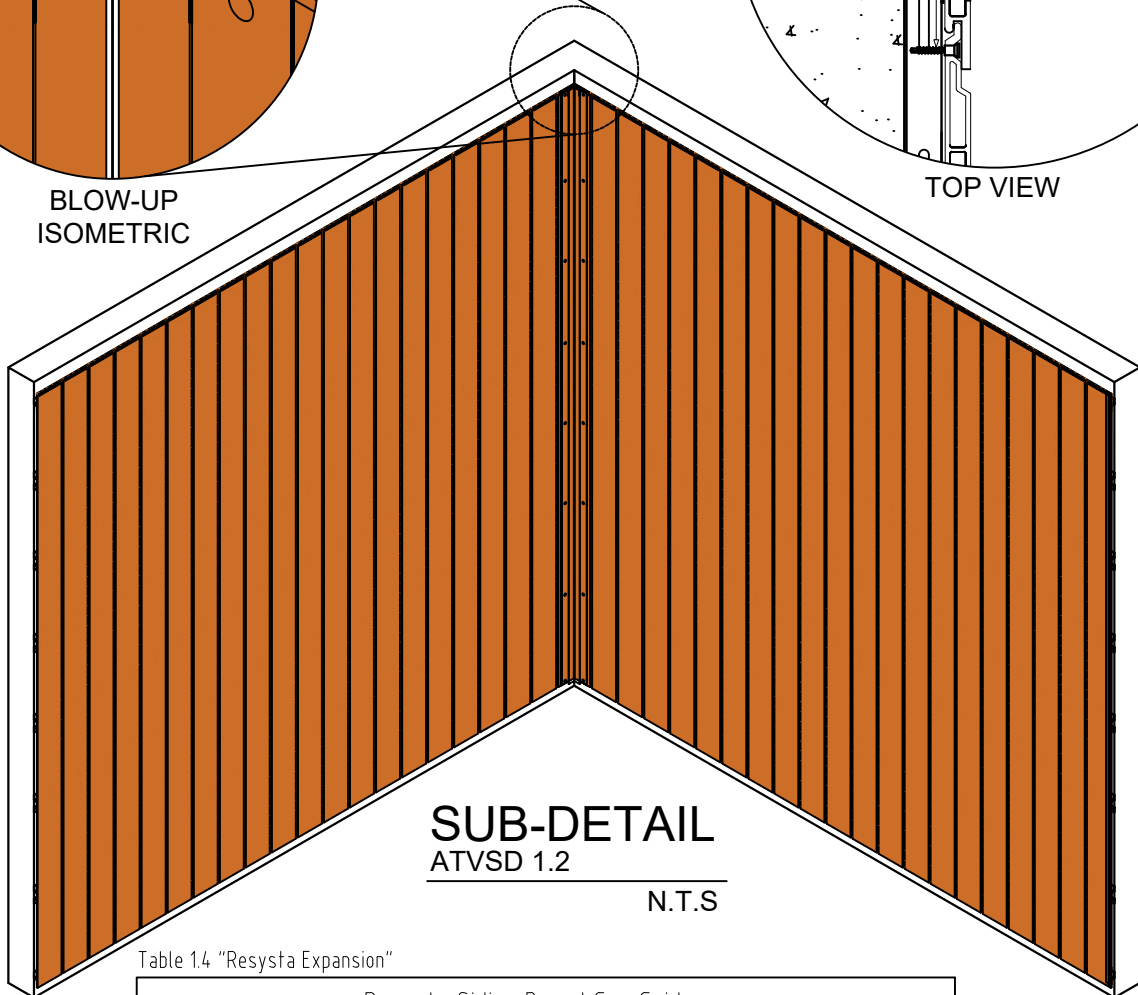 BLOW-UP
ISOMETRIC
TOP VIEW
SUB-DETAIL
ATVSD 1.2
N.T.S
Table 1.4 "Resysta Expansion"